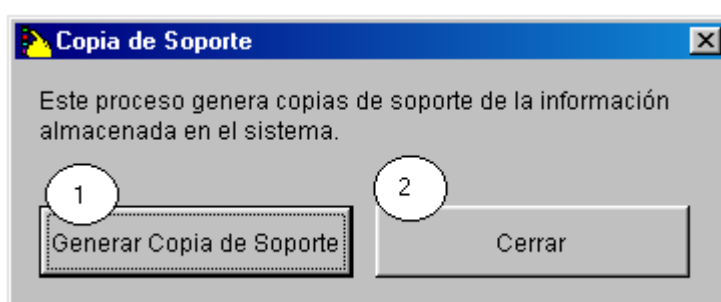 Copia de Soporte
Este proceso genera copias de soporte de la información
almacenada en el sistema.
1
2
Generar Copia de Soporte
Cerrar